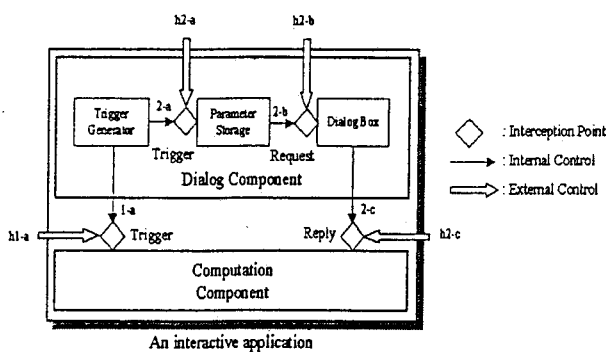 h2-a
h2-b
Trigger
Generator
2-a
Parameter
Storage
2-b
Dialog Box
Trigger
Request
Dialog Component
1-a
2-c
h1-a
Trigger
Reply
h2-c
Computation
Component
An interactive application
: Interception Point
: Internal Control
: External Control